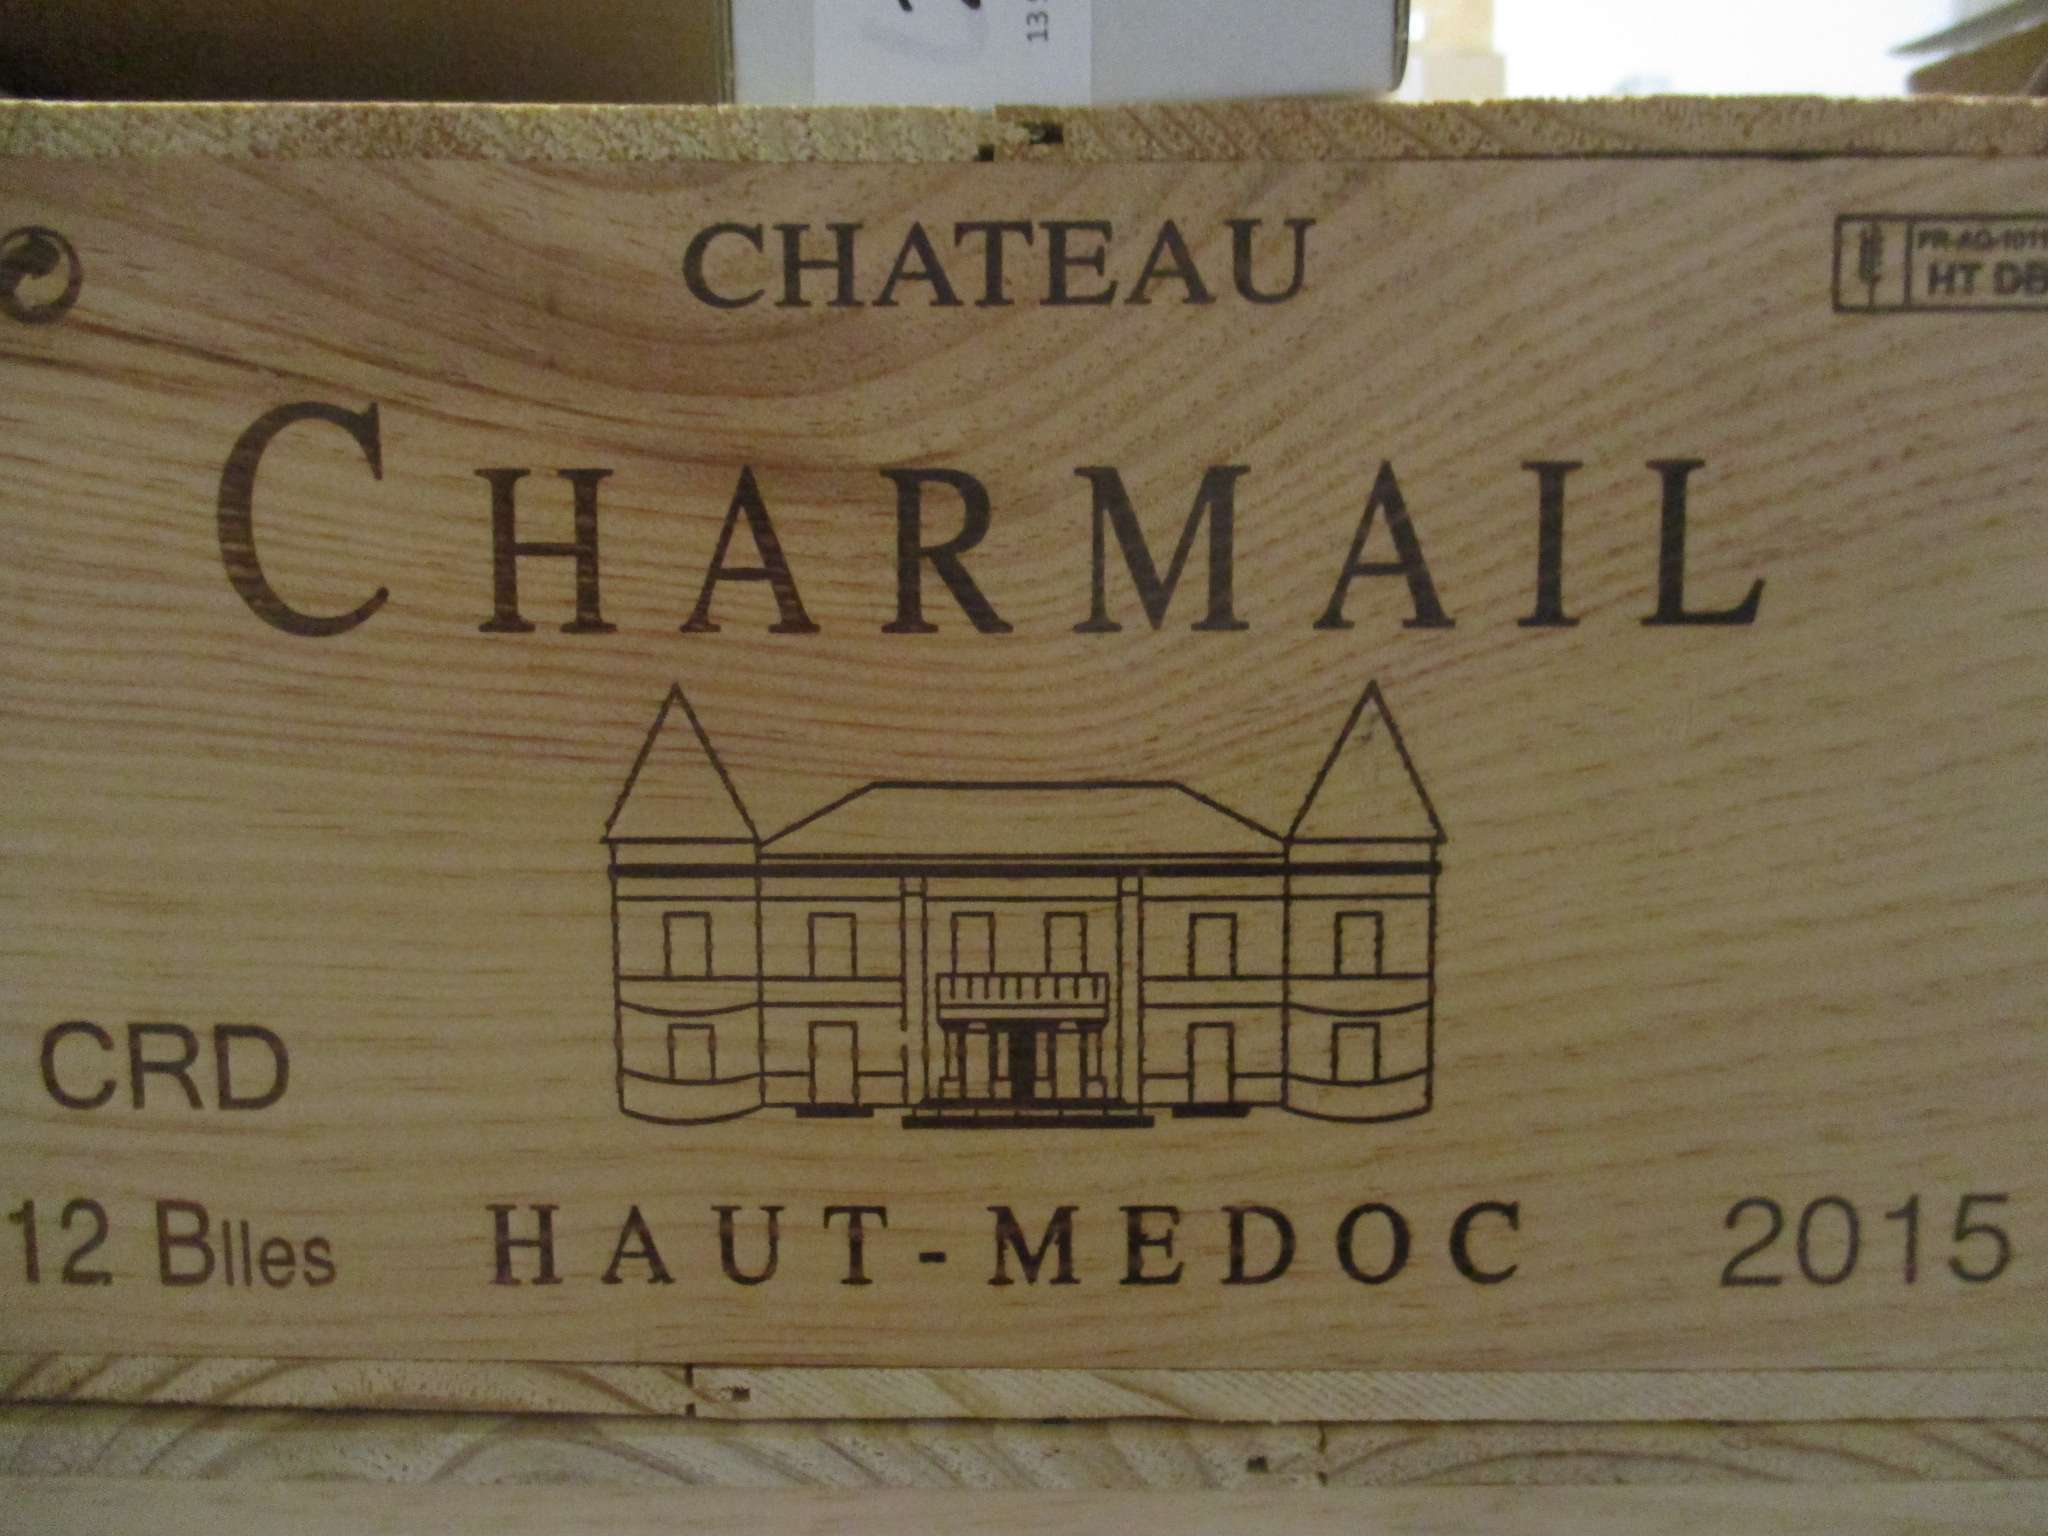 CHATEAU
HT DB
CHARMAIL
CRD
12 Blles
HAUT-MEDOC
2015